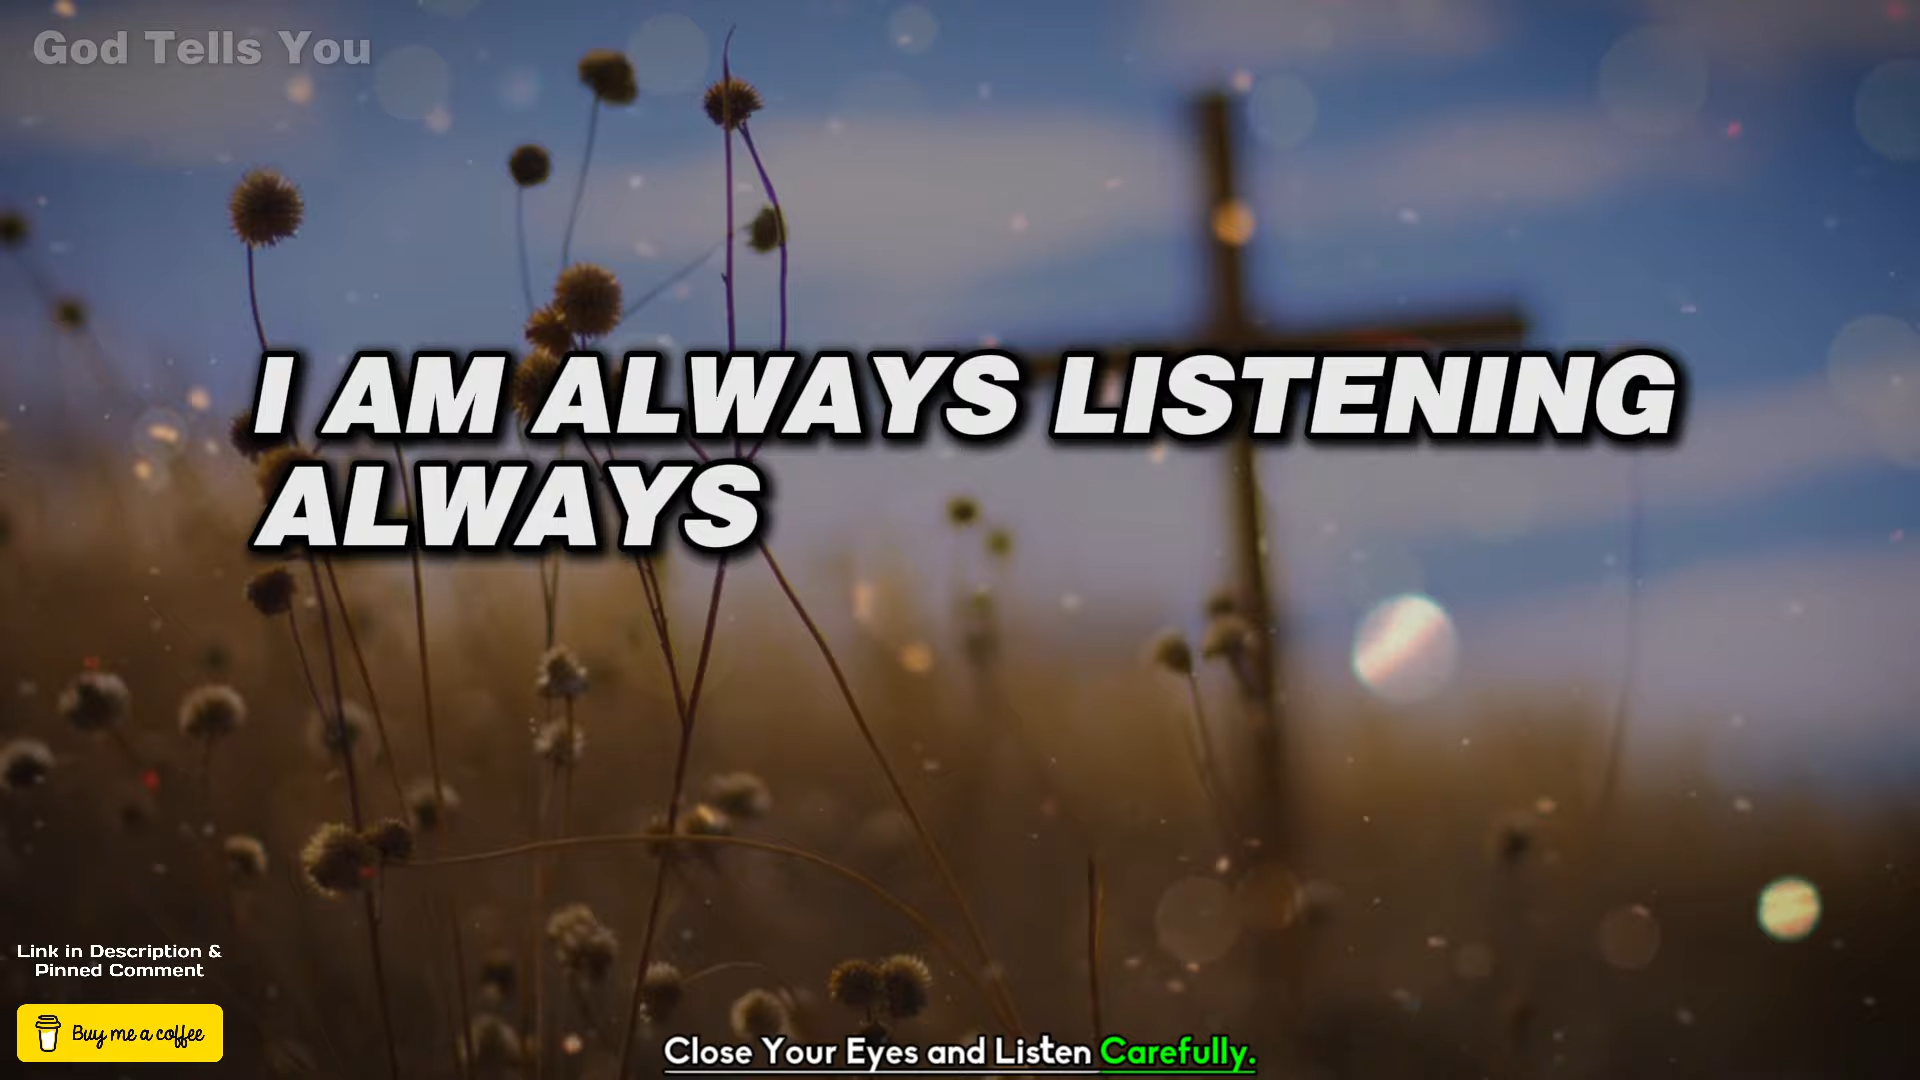 God Tells You
I AM ALWAYS LISTENING
ALWAYS
Link in Description &
Pinned Comment
Buy me a coffee
Close Your Eyes and Listen Carefully.